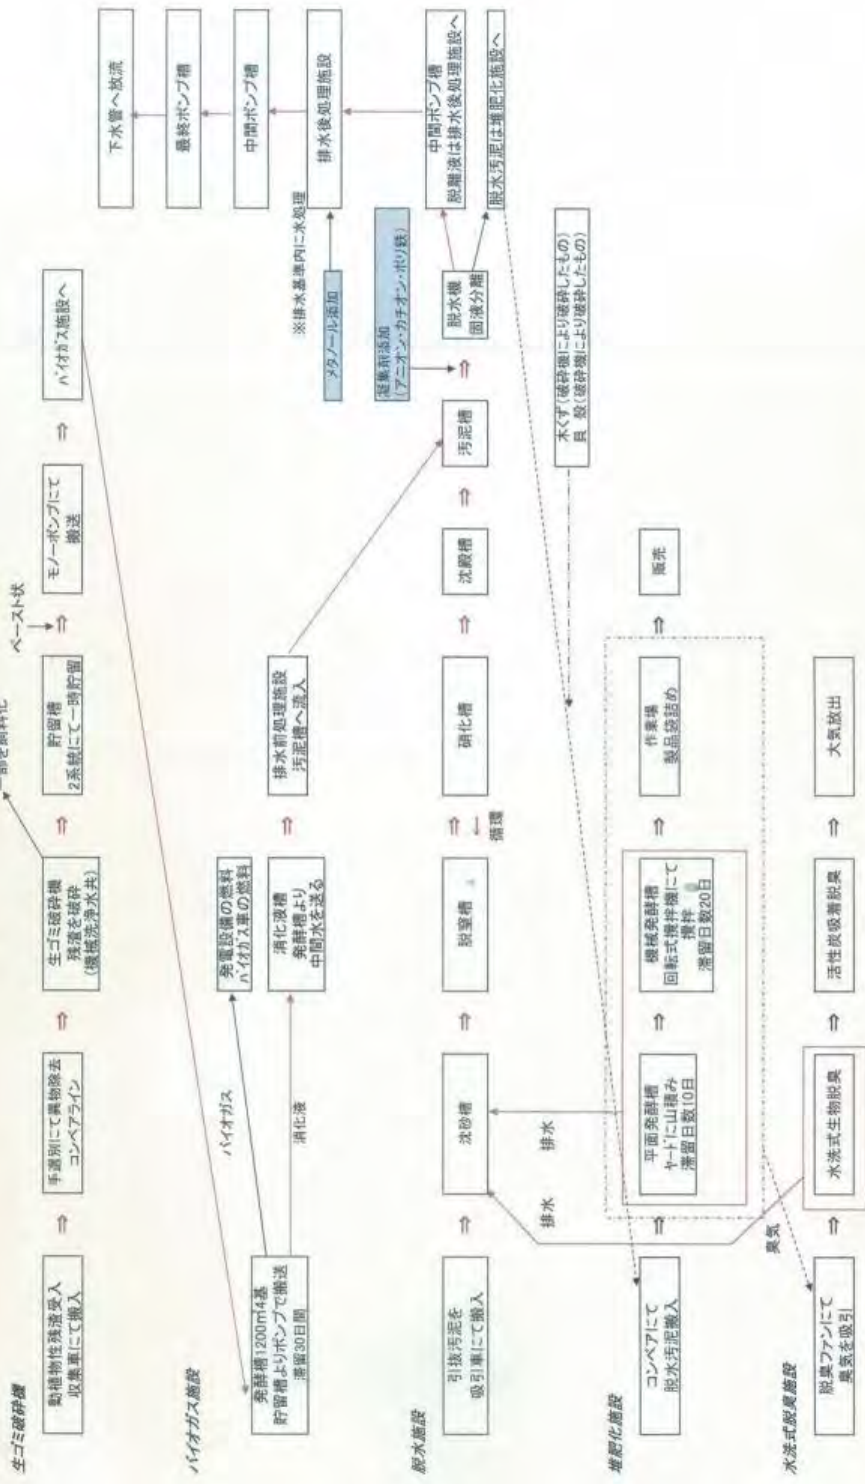 生ゴミ破砕機
動植物性残渣受入
収集車にて搬入
手選別にて異物除去
コンベアライン
生ゴミ破砕機
残渣を破砕
(機械洗浄水共)
貯留槽
2系統にて一時貯留
ペースト状
モノーポンプにて
搬送
バイオガス施設へ
バイオガス施設
発酵槽1200㎥4基
貯留槽よりポンプで搬送
滞留30日間
バイオガス
消化液
発電設備の燃料
バイオガス車の燃料
消化液槽
発酵槽より
中間水を送る
排水前処理施設
汚泥槽へ流入
脱水施設
引抜汚泥を
吸引車にて搬入
沈砂槽
脱窒槽
循環
硝化槽
沈殿槽
汚泥槽
凝集剤添加
(アニオン・カチオン・ポリ鉄)
脱水機
固液分離
中間ポンプ槽
脱離液は排水後処理施設へ
脱水汚泥は堆肥化施設へ
メタノール添加
※排水基準内に水処理
排水後処理施設
中間ポンプ槽
最終ポンプ槽
下水管へ放流
堆肥化施設
コンベアにて
脱水汚泥搬入
排水
排水
平面発酵槽
ヤードに山積み
滞留日数10日
機械発酵槽
回転式撹拌機にて
撹拌
滞留日数20日
作業場
製品袋詰め
販売
木くず(破砕機により破砕したもの)
貝 殻(破砕機により破砕したもの)
水洗式脱臭施設
臭気
脱臭ファンにて
臭気を吸引
水洗式生物脱臭
活性炭吸着脱臭
大気放出